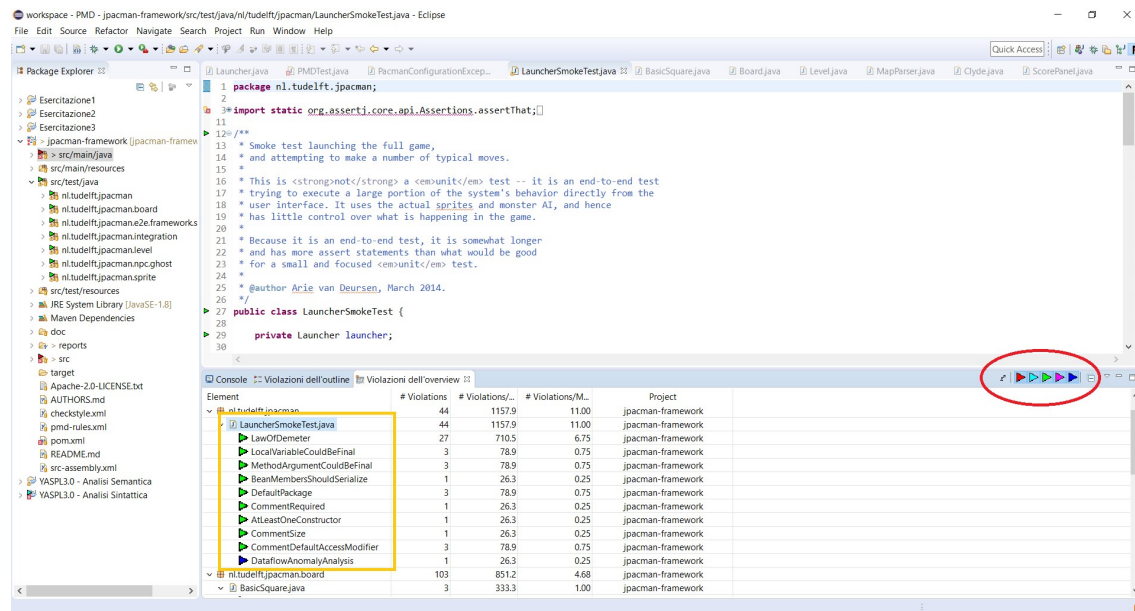 workspace - PMD - jpacman-framework/src/test/java/nl/tudelft/jpacman/LauncherSmokeTest.java - Eclipse
File Edit Source Refactor Navigate Search Project Run Window Help
Quick Access
Package Explorer
Esercitazione1
Esercitazione2
Esercitazione3
> jpacman-framework [jpacman-framew
> src/main/java
src/main/resources
src/test/java
nl.tudelft.jpacman
nl.tudelft.jpacman.board
nl.tudelft.jpacman.e2e.framework.s
nl.tudelft.jpacman.integration
nl.tudelft.jpacman.level
nl.tudelft.jpacman.npc.ghost
nl.tudelft.jpacman.sprite
src/test/resources
JRE System Library [JavaSE-1.8]
Maven Dependencies
doc
> reports
> src
target
Apache-2.0-LICENSE.txt
AUTHORS.md
checkstyle.xml
pmd-rules.xml
pom.xml
README.md
src-assembly.xml
YASPL3.0 - Analisi Semantica
YASPL3.0 - Analisi Sintattica
Launcher.java PMDTest.java PacmanConfigurationExcep... LauncherSmokeTest.java BasicSquare.java Board.java Level.java MapParser.java Clyde.java ScorePanel.java
1 package nl.tudelft.jpacman;
2
3 import static org.assertj.core.api.Assertions.assertThat;
11
12 /**
13 * Smoke test launching the full game,
14 * and attempting to make a number of typical moves.
15 *
16 * This is <strong>not</strong> a <em>unit</em> test -- it is an end-to-end test
17 * trying to execute a large portion of the system's behavior directly from the
18 * user interface. It uses the actual sprites and monster AI, and hence
19 * has little control over what is happening in the game.
20 *
21 * Because it is an end-to-end test, it is somewhat longer
22 * and has more assert statements than what would be good
23 * for a small and focused <em>unit</em> test.
24 *
25 * @author Arie van Deursen, March 2014.
26 */
27 public class LauncherSmokeTest {
28
29 private Launcher launcher;
30
Console Violazioni dell'outline Violazioni dell'overview
Element # Violations # Violations/... # Violations/M... Project
nl.tudelft.jpacman 44 1157.9 11.00 jpacman-framework
LauncherSmokeTest.java 44 1157.9 11.00 jpacman-framework
LawOfDemeter 27 710.5 6.75 jpacman-framework
LocalVariableCouldBeFinal 3 78.9 0.75 jpacman-framework
MethodArgumentCouldBeFinal 3 78.9 0.75 jpacman-framework
BeanMembersShouldSerialize 1 26.3 0.25 jpacman-framework
DefaultPackage 3 78.9 0.75 jpacman-framework
CommentRequired 1 26.3 0.25 jpacman-framework
AtLeastOneConstructor 1 26.3 0.25 jpacman-framework
CommentSize 1 26.3 0.25 jpacman-framework
CommentDefaultAccessModifier 3 78.9 0.75 jpacman-framework
DataflowAnomalyAnalysis 1 26.3 0.25 jpacman-framework
nl.tudelft.jpacman.board 103 851.2 4.68 jpacman-framework
BasicSquare.java 3 333.3 1.00 jpacman-framework